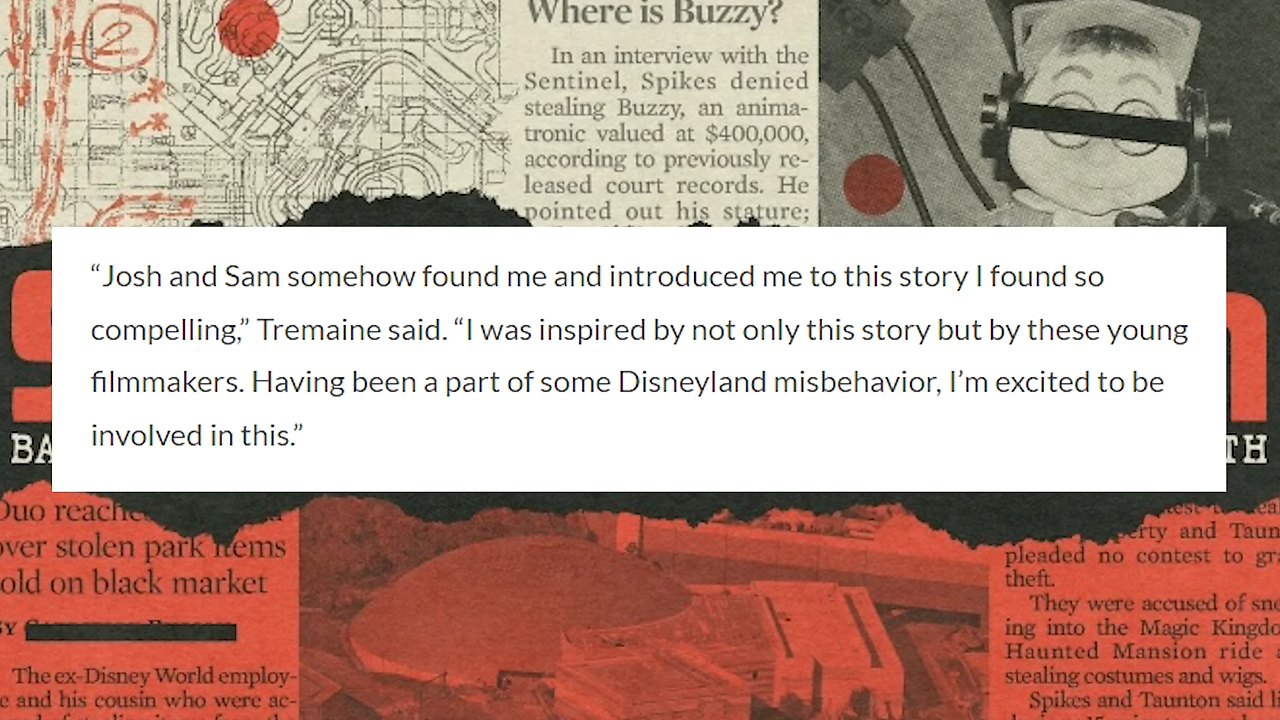 2
Where is Buzzy?
In an interview with the
Sentinel, Spikes denied
stealing Buzzy, an anima-
tronic valued at $400,000,
according to previously re-
leased court records. He
pointed out his stature;
“Josh and Sam somehow found me and introduced me to this story I found so
compelling,” Tremaine said. “I was inspired by not only this story but by these young
filmmakers. Having been a part of some Disneyland misbehavior, I’m excited to be
involved in this.”
BA
TH
Duo
over stolen park items
old on black market
The ex-Disney World employ-
e and his cousin who were ac-
and Taun
pleaded no contest to gr
theft.
They were accused of sne
ing into the Magic Kingdo
Haunted Mansion ride a
stealing costumes and wigs.
Spikes and Taunton said